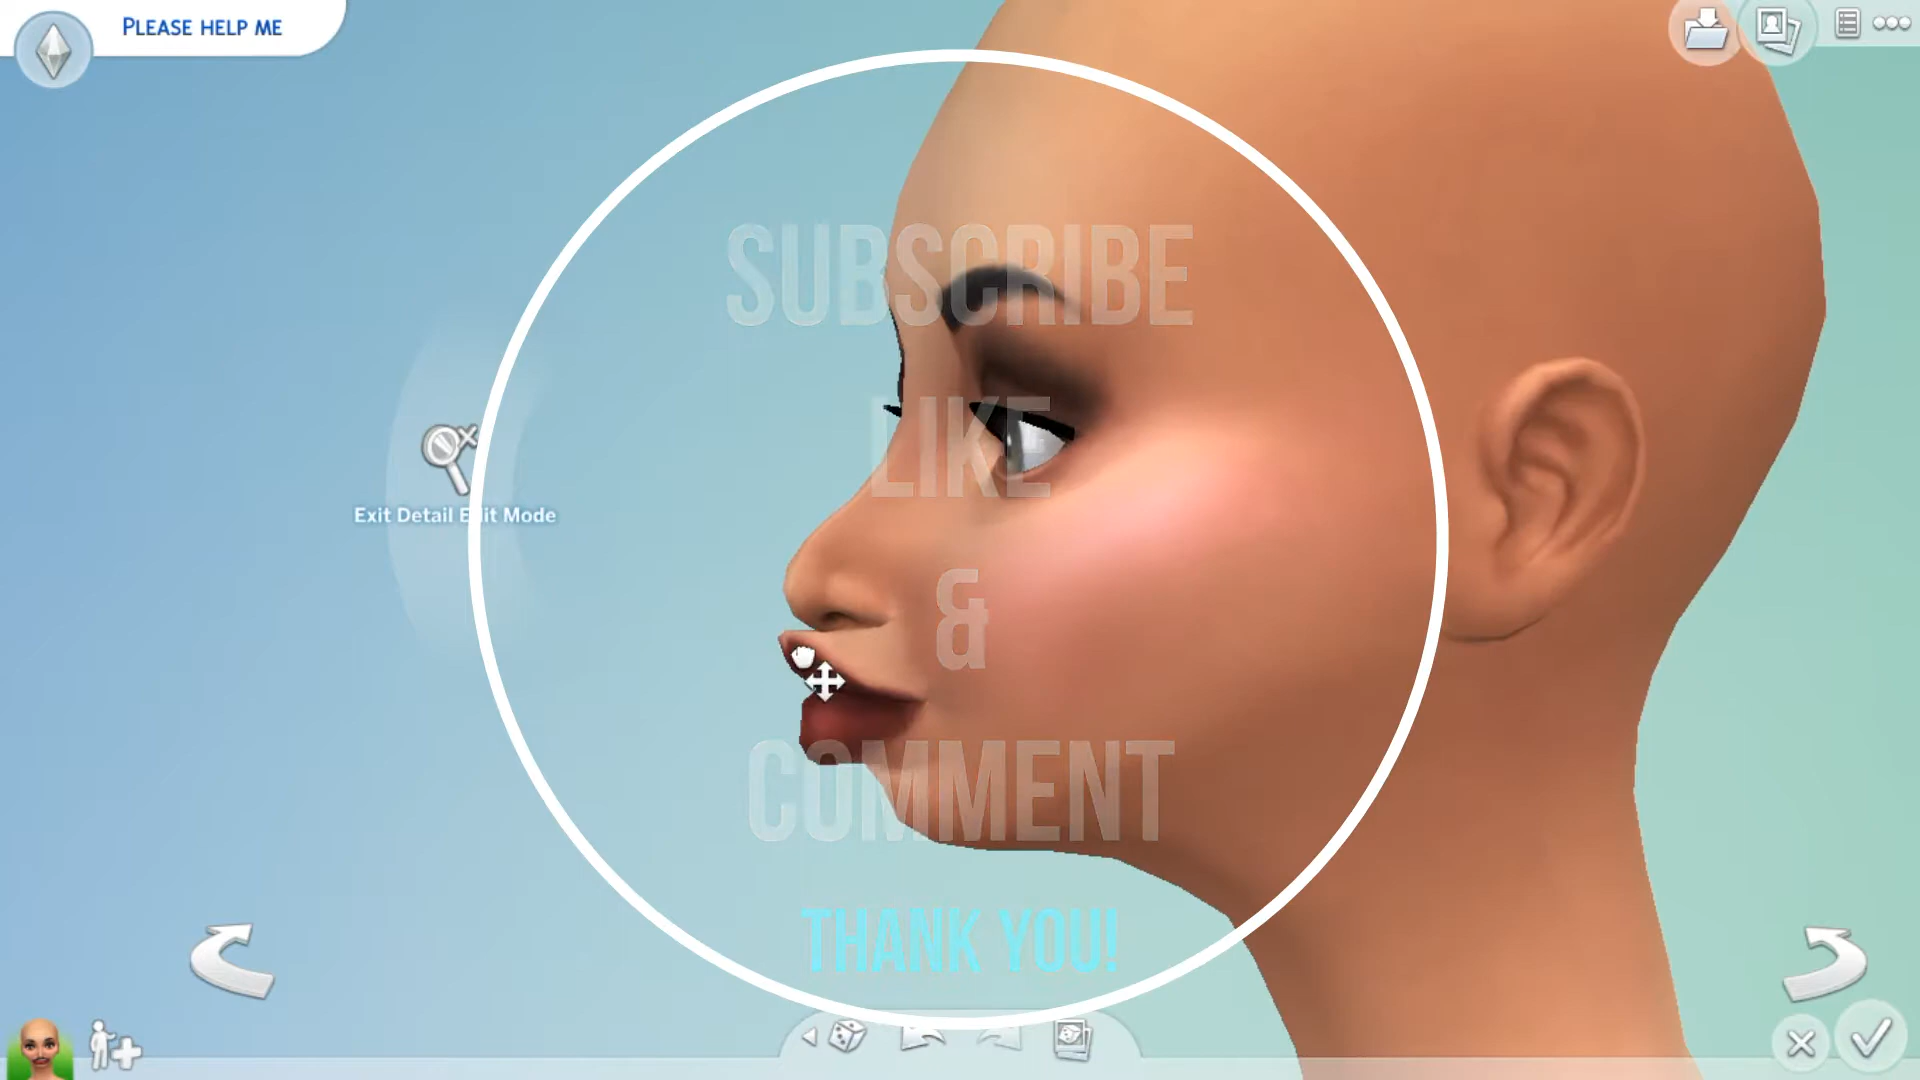 PLEASE HELP ME
SUBSCRIBE
LIKE
Exit Detail Edit Mode
&
COMMENT
THANK YOU!